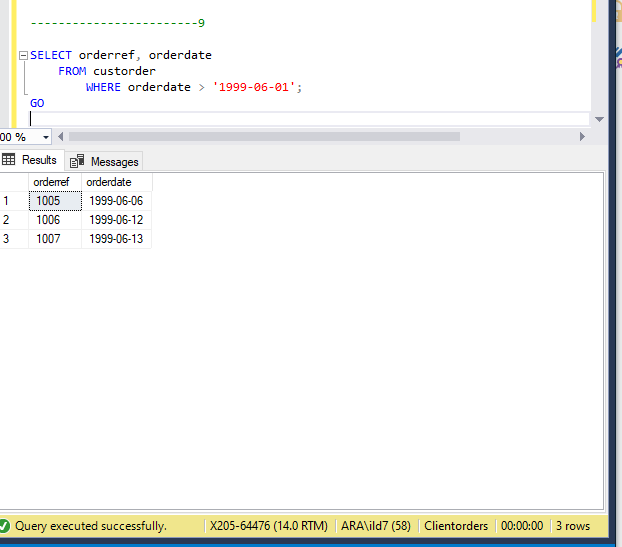 ------------------------9
SELECT orderref, orderdate
FROM custorder
WHERE orderdate > '1999-06-01';
GO
00 %
Results Messages
orderref orderdate
1 1005 1999-06-06
2 1006 1999-06-12
3 1007 1999-06-13
Query executed successfully. X205-64476 (14.0 RTM) ARA\ild7 (58) Clientorders 00:00:00 3 rows